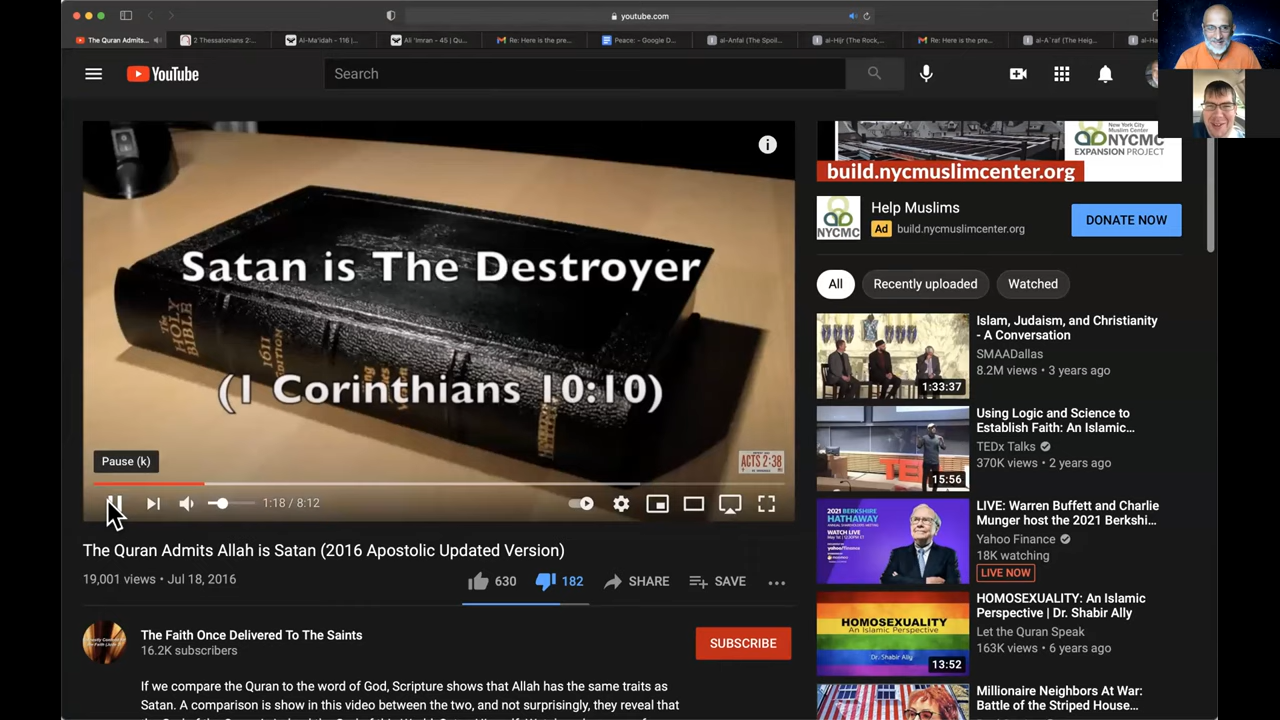 youtube.com
The Quran Admits...
2 Thessalonians 2:...
Al-Ma'idah - 116 |...
Ali 'Imran - 45 | Qu...
Re: Here is the pre...
Peace: - Google D...
al-Anfal (The Spoil...
al-Hijr (The Rock,...
Re: Here is the pre...
al-A`raf (The Heig...
YouTube
Search
Satan is The Destroyer
(1 Corinthians 10:10)
THE HOLY BIBLE
1611
EDITION
ACTS 2:38
Pause (k)
1:18 / 8:12
The Quran Admits Allah is Satan (2016 Apostolic Updated Version)
19,001 views • Jul 18, 2016
630
182
SHARE
SAVE
The Faith Once Delivered To The Saints
16.2K subscribers
SUBSCRIBE
If we compare the Quran to the word of God, Scripture shows that Allah has the same traits as
Satan. A comparison is show in this video between the two, and not surprisingly, they reveal that
New York City
Muslim Center
NYCMC
EXPANSION PROJECT
build.nycmuslimcenter.org
Help Muslims
Ad build.nycmuslimcenter.org
NYCMC
DONATE NOW
All
Recently uploaded
Watched
Islam, Judaism, and Christianity
- A Conversation
SMAADallas
8.2M views • 3 years ago
1:33:37
Using Logic and Science to
Establish Faith: An Islamic...
TEDx Talks
370K views • 2 years ago
TED
15:56
LIVE: Warren Buffett and Charlie
Munger host the 2021 Berkshi...
Yahoo Finance
18K watching
LIVE NOW
2021 BERKSHIRE
HATHAWAY
HOMOSEXUALITY: An Islamic
Perspective | Dr. Shabir Ally
Let the Quran Speak
163K views • 6 years ago
HOMOSEXUALITY
An Islamic Perspective
Dr. Shabir Ally
13:52
Millionaire Neighbors At War:
Battle of the Striped House...